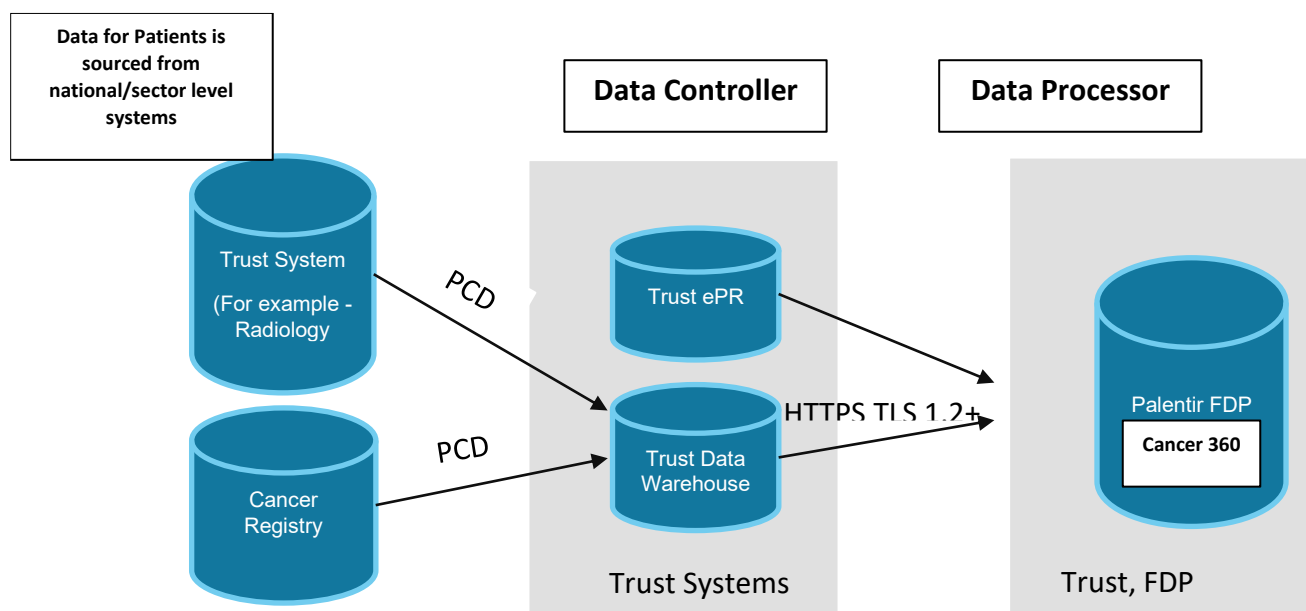 Data for Patients is
sourced from
national/sector level
systems
Data Controller
Data Processor
Trust System
(For example -
Radiology
PCD
Trust ePR
HTTPS TLS 1.2+
Palentir FDP
Cancer 360
PCD
Trust Data
Warehouse
Cancer
Registry
Trust Systems
Trust, FDP